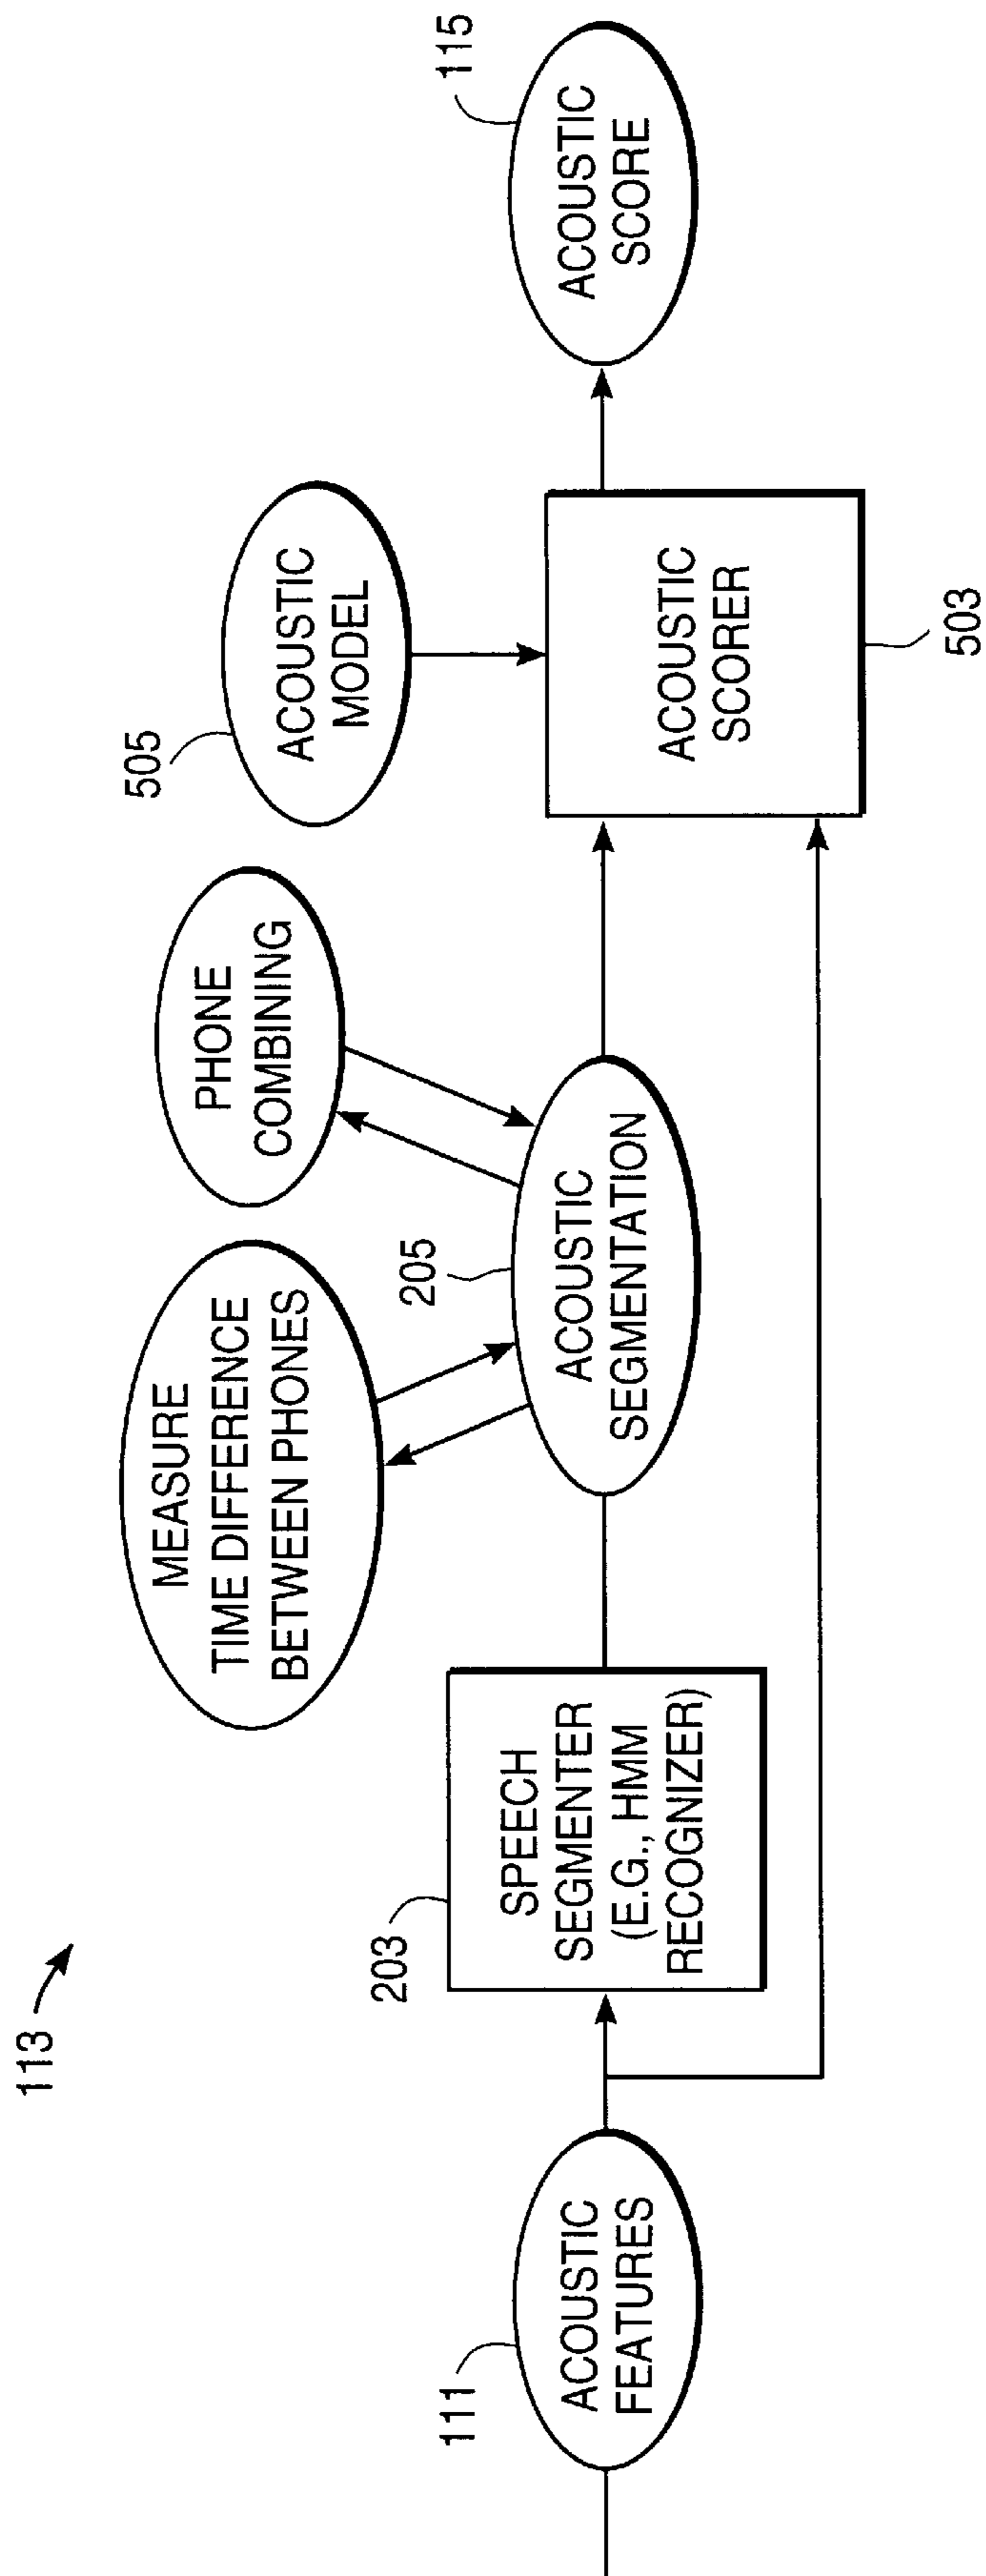 113
111
ACOUSTIC
FEATURES
203
SPEECH
SEGMENTER
(E.G., HMM
RECOGNIZER)
MEASURE
TIME DIFFERENCE
BETWEEN PHONES
205
ACOUSTIC
SEGMENTATION
PHONE
COMBINING
505
ACOUSTIC
MODEL
ACOUSTIC
SCORER
503
115
ACOUSTIC
SCORE